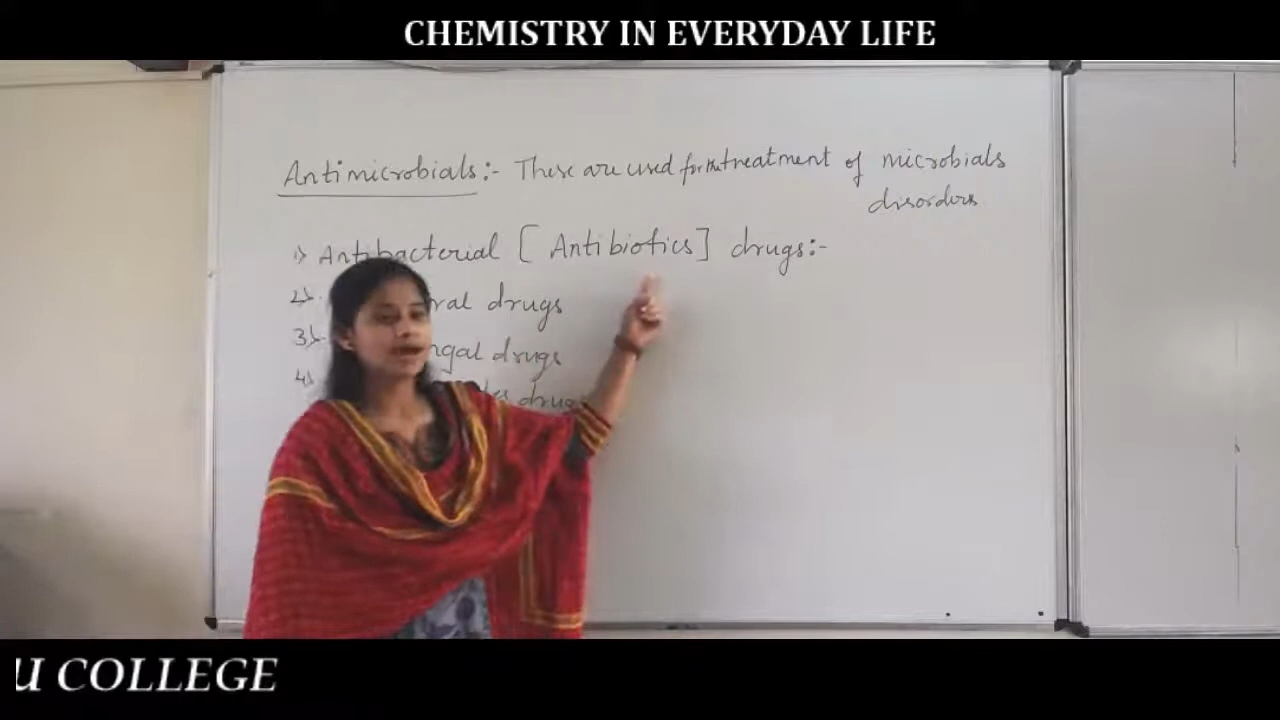 CHEMISTRY IN EVERYDAY LIFE
Antimicrobials:- These are used for the treatment of microbials
disorders
1) Antibacterial [Antibiotics] drugs:-
2) ral drugs
3) ngal drugs
4) drug
U COLLEGE